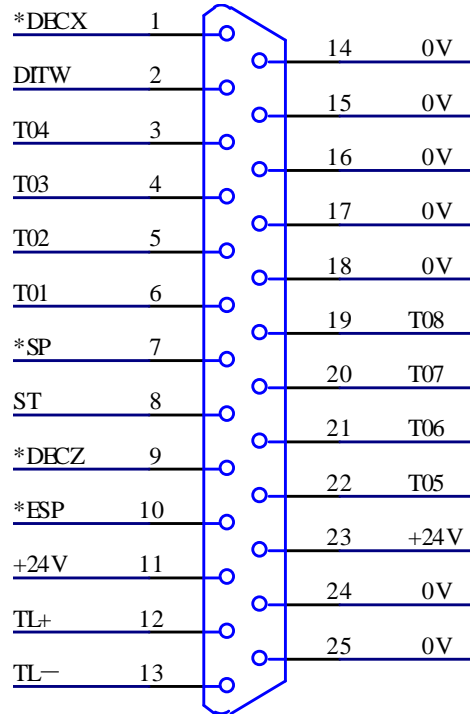 *DECX 1
DITW 2
T04 3
T03 4
T02 5
T01 6
*SP 7
ST 8
*DECZ 9
*ESP 10
+24V 11
TL+ 12
TL— 13
14 0V
15 0V
16 0V
17 0V
18 0V
19 T08
20 T07
21 T06
22 T05
23 +24V
24 0V
25 0V